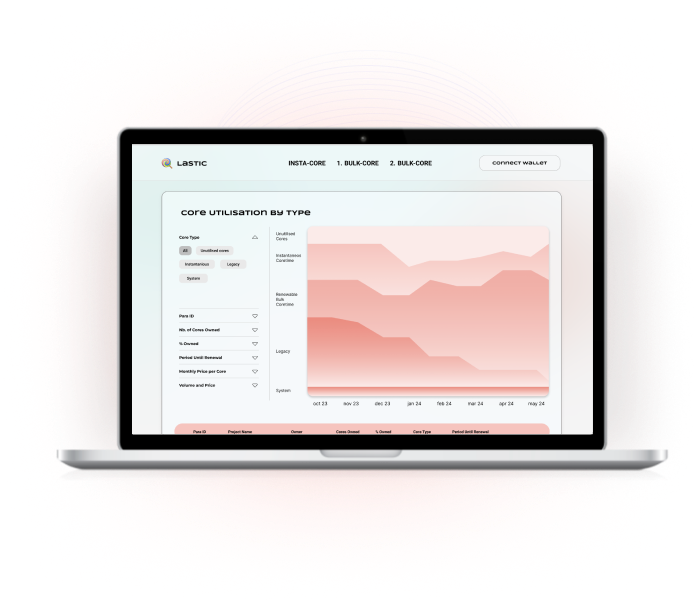 Lastic
INSTA-CORE 1. BULK-CORE 2. BULK-CORE
connect wallet
core utilisation by type
Core Type
All Unutilised cores
Instantanious Legacy
System
Para ID
Nb. of Cores Owned
% Owned
Period Until Renewal
Monthly Price per Core
Volume and Price
Unutilised
Cores
Instantaneous
Coretime
Renewable
Bulk
Coretime
Legacy
System
oct 23 nov 23 dec 23 jan 24 feb 24 mar 24 apr 24 may 24
Para ID Project Name Owner Cores Owned % Owned Core Type Period Until Renewal